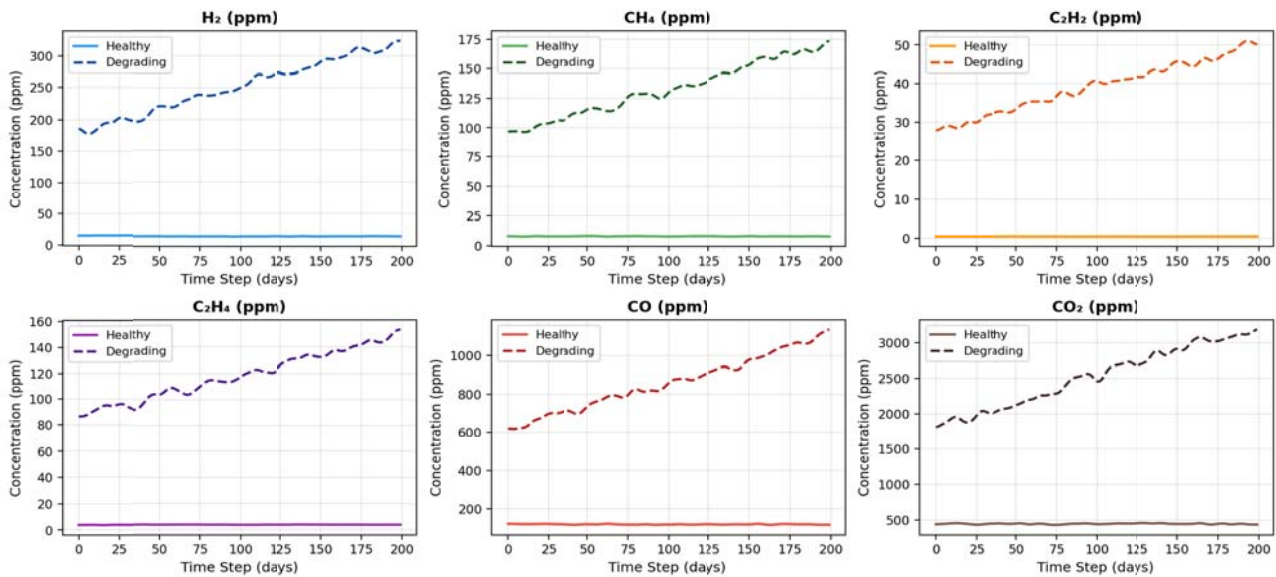 H₂ (ppm)
Concentration (ppm)
300
250
200
150
100
50
0
Healthy
Degrading
0 25 50 75 100 125 150 175 200
Time Step (days)
CH₄ (ppm)
Concentration (ppm)
175
150
125
100
75
50
25
0
Healthy
Degrading
0 25 50 75 100 125 150 175 200
Time Step (days)
C₂H₂ (ppm)
Concentration (ppm)
50
40
30
20
10
0
Healthy
Degrading
0 25 50 75 100 125 150 175 200
Time Step (days)
C₂H₄ (ppm)
Concentration (ppm)
160
140
120
100
80
60
40
20
0
Healthy
Degrading
0 25 50 75 100 125 150 175 200
Time Step (days)
CO (ppm)
Concentration (ppm)
1000
800
600
400
200
Healthy
Degrading
0 25 50 75 100 125 150 175 200
Time Step (days)
CO₂ (ppm)
Concentration (ppm)
3000
2500
2000
1500
1000
500
Healthy
Degrading
0 25 50 75 100 125 150 175 200
Time Step (days)